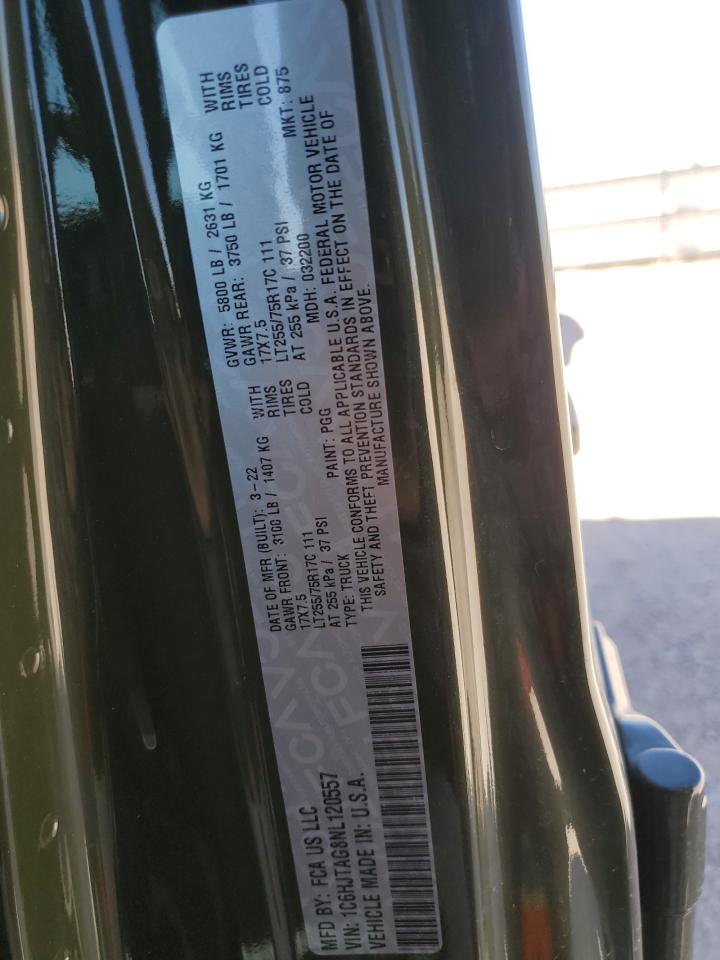 MFD BY: FCA US LLC
DATE OF MFR (BUILT): 3-22
GVWR: 5800 LB / 2631 KG
GAWR FRONT: 3100 LB / 1407 KG WITH
GAWR REAR: 3750 LB / 1701 KG WITH
17X7.5 RIMS
17X7.5 RIMS
LT255/75R17C 111 TIRES
LT255/75R17C 111 TIRES
AT 255 kPa / 37 PSI COLD
AT 255 kPa / 37 PSI COLD
VIN: 1C6HJTAG8NL120557
TYPE: TRUCK PAINT: PGG MDH: 032200 MKT: 875
VEHICLE MADE IN: U.S.A.
THIS VEHICLE CONFORMS TO ALL APPLICABLE U.S.A. FEDERAL MOTOR VEHICLE
SAFETY AND THEFT PREVENTION STANDARDS IN EFFECT ON THE DATE OF
MANUFACTURE SHOWN ABOVE.